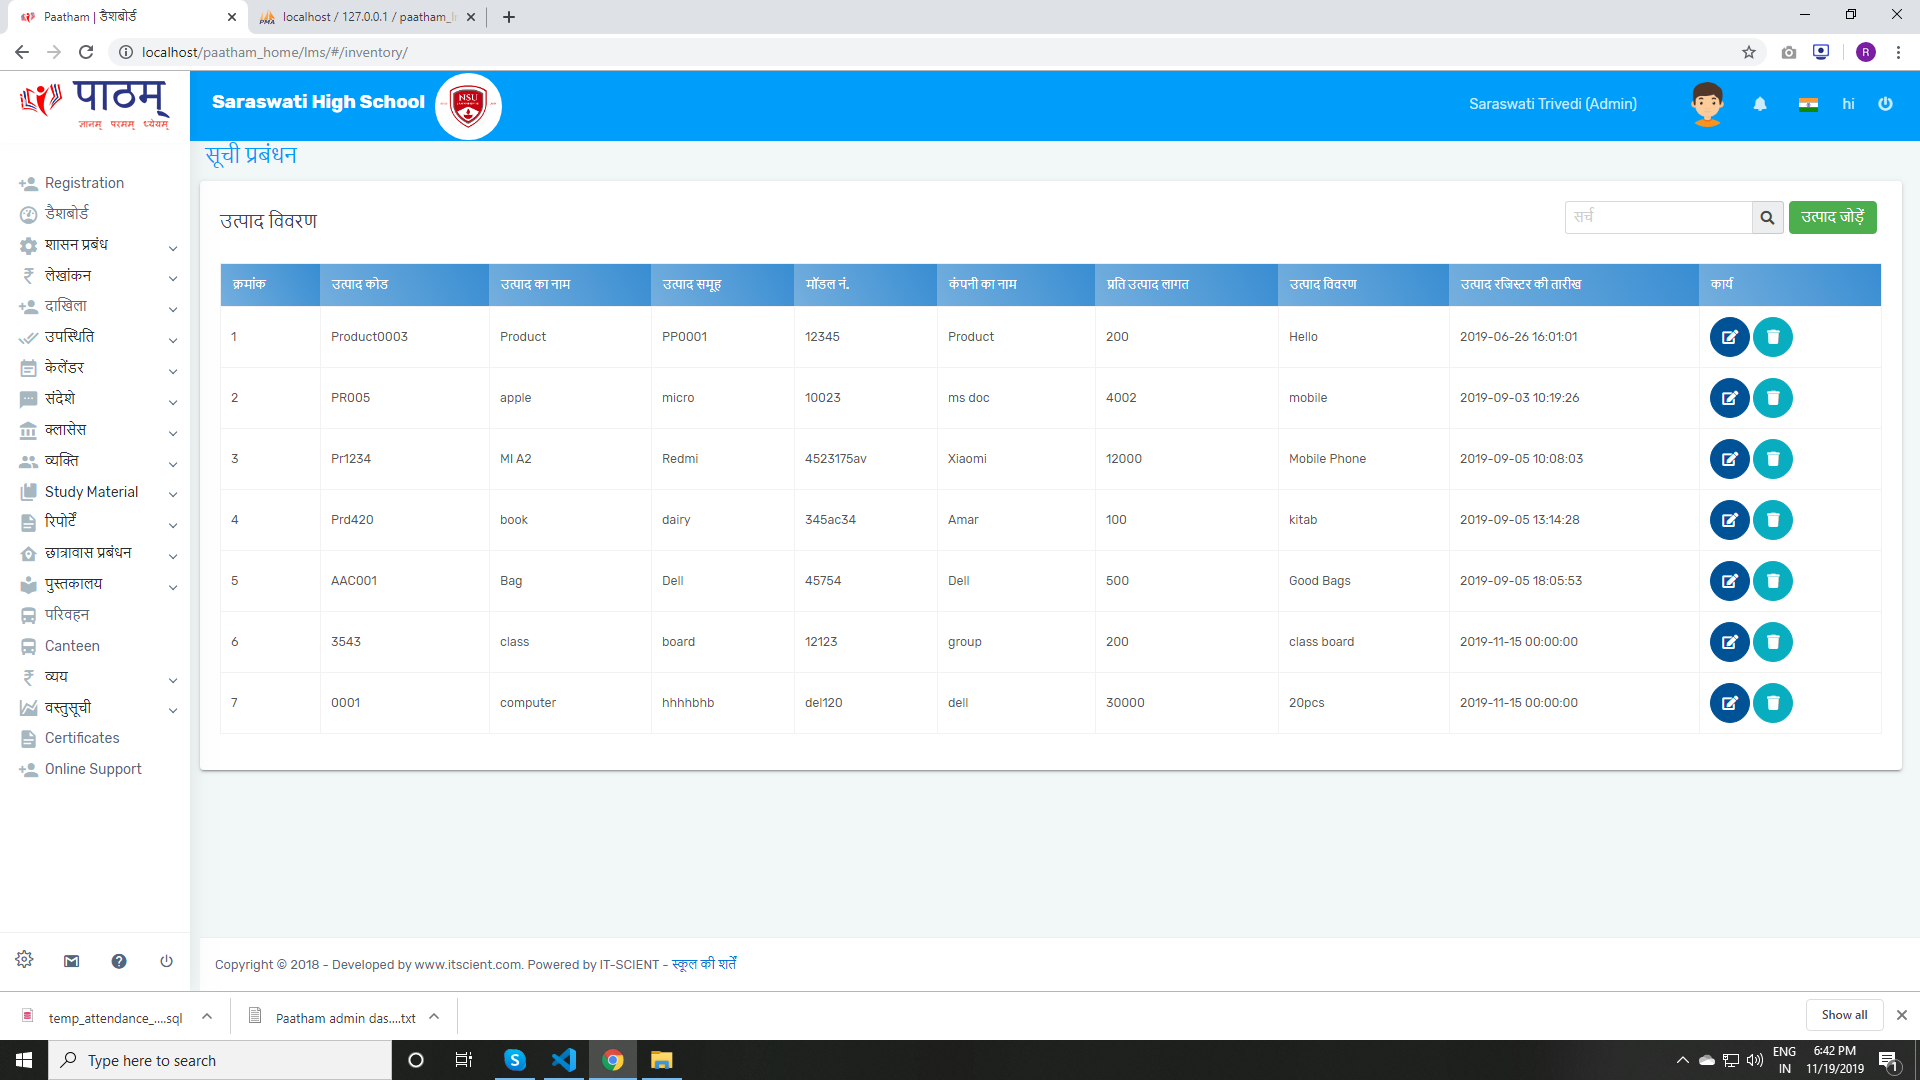 Paatham | डैशबोर्ड
localhost / 127.0.0.1 / paatham_l
localhost/paatham_home/lms/#/inventory/
R
पाठम्
ज्ञानम् परमम् ध्येयम्
Saraswati High School
NSU
Saraswati Trivedi (Admin)
hi
सूची प्रबंधन
Registration
डैशबोर्ड
शासन प्रबंध
लेखांकन
दाखिला
उपस्थिति
केलेंडर
संदेशे
क्लासेस
व्यक्ति
Study Material
रिपोर्टें
छात्रावास प्रबंधन
पुस्तकालय
परिवहन
Canteen
व्यय
वस्तुसूची
Certificates
Online Support
उत्पाद विवरण
सर्च
उत्पाद जोड़ें
क्रमांक उत्पाद कोड उत्पाद का नाम उत्पाद समूह मॉडल नं. कंपनी का नाम प्रति उत्पाद लागत उत्पाद विवरण उत्पाद रजिस्टर की तारीख कार्य
1 Product0003 Product PP0001 12345 Product 200 Hello 2019-06-26 16:01:01
2 PR005 apple micro 10023 ms doc 4002 mobile 2019-09-03 10:19:26
3 Pr1234 MI A2 Redmi 4523175av Xiaomi 12000 Mobile Phone 2019-09-05 10:08:03
4 Prd420 book dairy 345ac34 Amar 100 kitab 2019-09-05 13:14:28
5 AAC001 Bag Dell 45754 Dell 500 Good Bags 2019-09-05 18:05:53
6 3543 class board 12123 group 200 class board 2019-11-15 00:00:00
7 0001 computer hhhhbhb del120 dell 30000 20pcs 2019-11-15 00:00:00
Copyright © 2018 - Developed by www.itscient.com. Powered by IT-SCIENT - स्कूल की शर्तें
temp_attendance_....sql
Paatham admin das....txt
Show all
Type here to search
ENG
IN
6:42 PM
11/19/2019
1